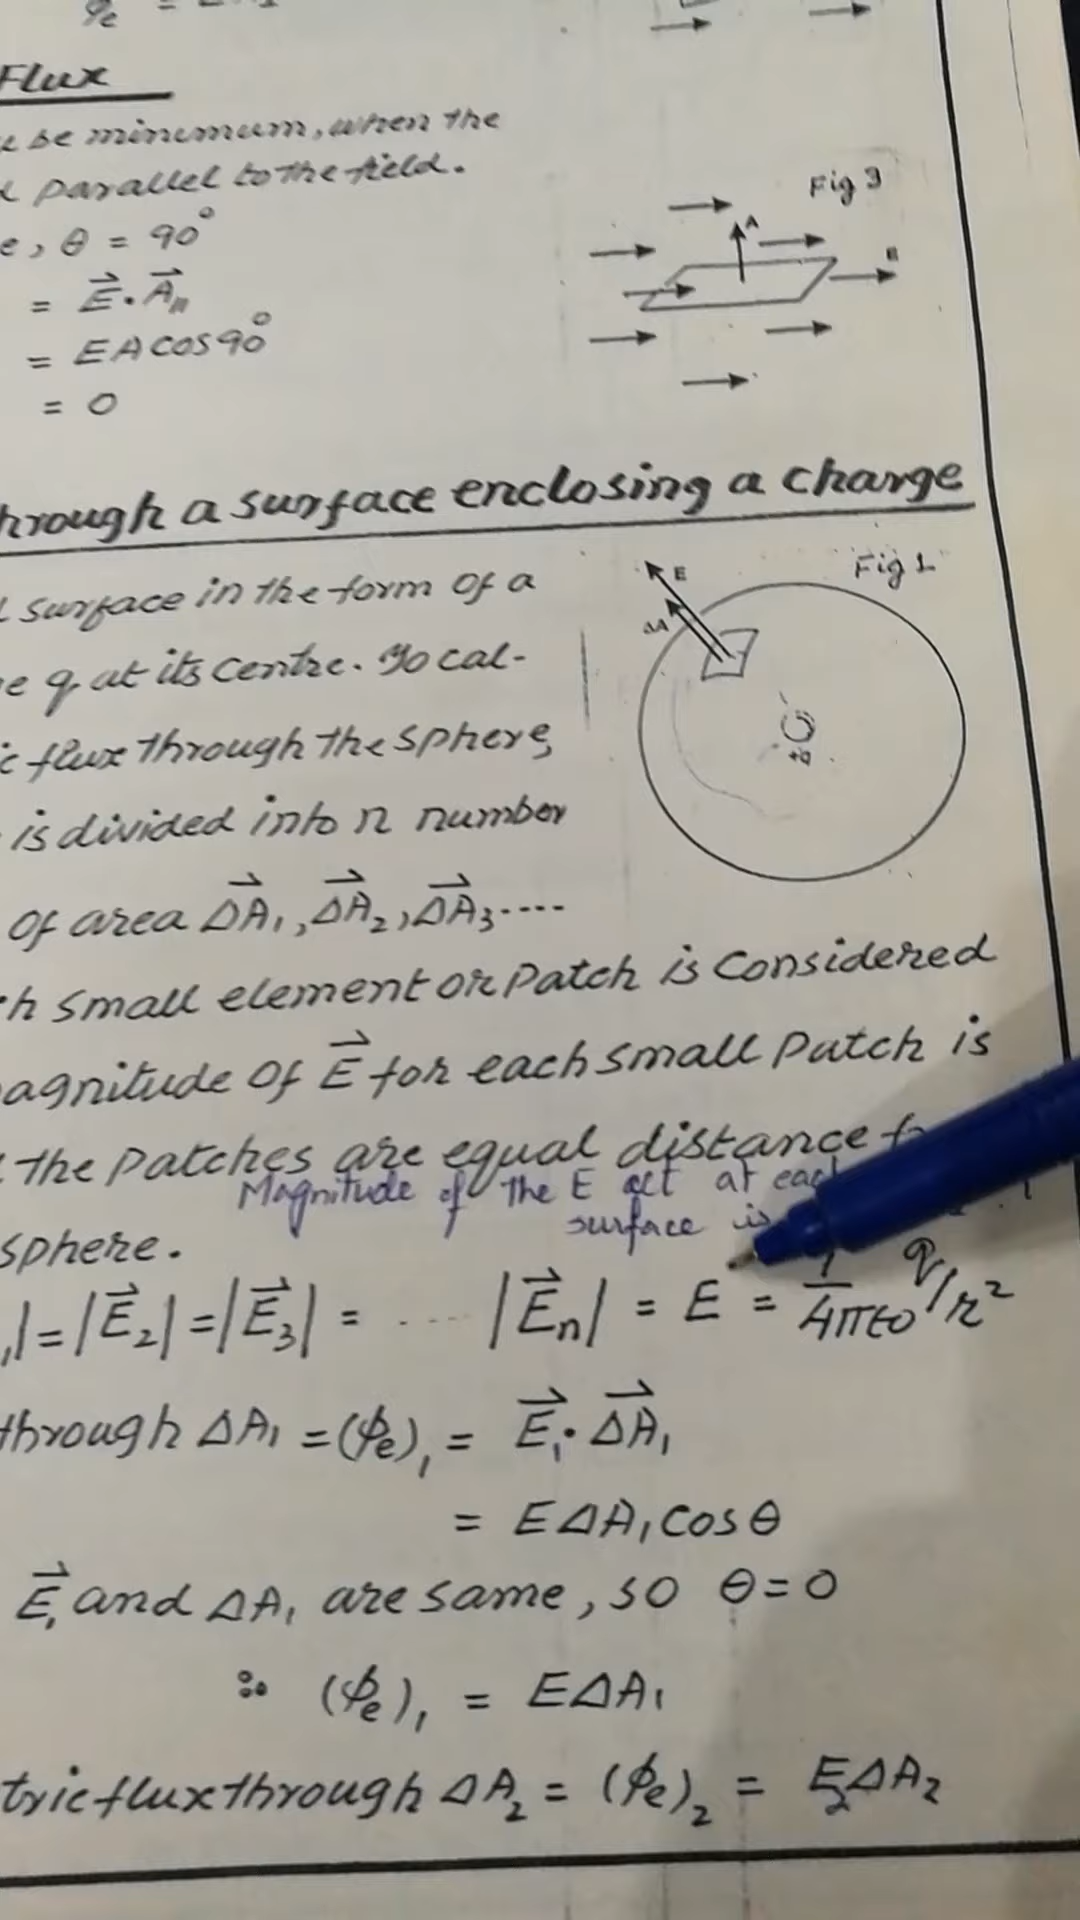 Flux
be minimum, when the
parallel to the field.
Fig 3
A
E
e, θ = 90°
= E⃗ . A⃗
= EA cos 90°
= 0
hrough a surface enclosing a charge
Fig 1
E
ΔA
+q
surface in the form of a
e q at its centre. To cal-
c flux through the sphere,
is divided into n number
of area ΔA⃗₁, ΔA⃗₂, ΔA⃗₃ ....
h small element or Patch is considered
agnitude of E⃗ for each small Patch is
the patches are equal distance f
Magnitude of the E act at eac
surface is
sphere.
₁| = |E⃗₂| = |E⃗₃| = ..... |E⃗n| = E = 1/4πε0 q/r²
through ΔA₁ = (ϕe)₁ = E⃗₁ . ΔA⃗₁
= EΔA₁ cos θ
E⃗₁ and ΔA₁ are same, so θ = 0
∴ (ϕe)₁ = EΔA₁
tric flux through ΔA₂ = (ϕe)₂ = E₂ΔA₂